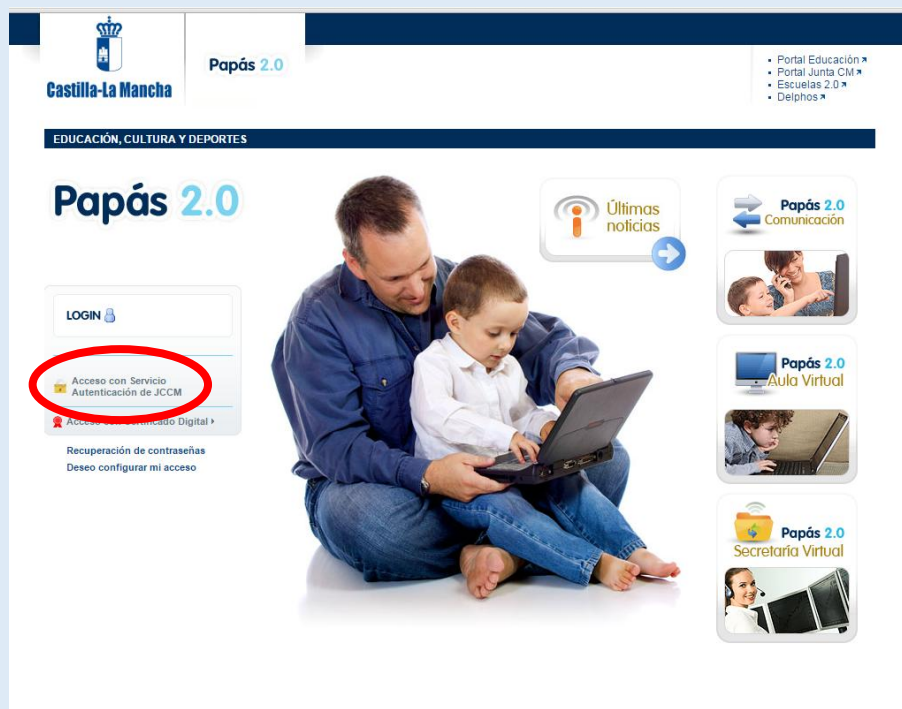 Castilla-La Mancha
Papás 2.0
Portal Educación
Portal Junta CM
Escuelas 2.0
Delphos
EDUCACIÓN, CULTURA Y DEPORTES
Papás 2.0
LOGIN
Acceso con Servicio
Autenticación de JCCM
Acceso con Certificado Digital
Recuperación de contraseñas
Deseo configurar mi acceso
Últimas
noticias
Papás 2.0
Comunicación
Papás 2.0
Aula Virtual
Papás 2.0
Secretaría Virtual